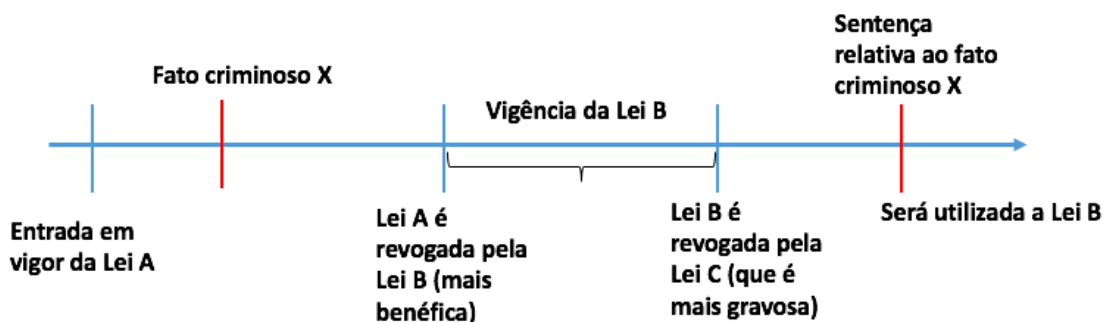 Sentença
relativa ao fato
criminoso X
Fato criminoso X
Vigência da Lei B
Entrada em
vigor da Lei A
Lei A é
revogada pela
Lei B (mais
benéfica)
Lei B é
revogada pela
Lei C (que é
mais gravosa)
Será utilizada a Lei B